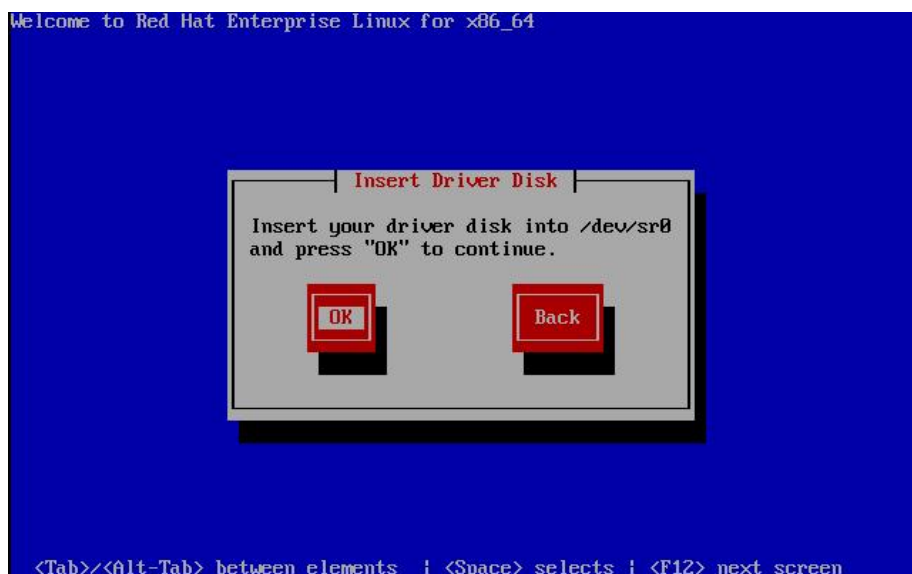 Welcome to Red Hat Enterprise Linux for x86_64
Insert Driver Disk
Insert your driver disk into /dev/sr0
and press "OK" to continue.
OK Back
<Tab>/<Alt-Tab> between elements | <Space> selects | <F12> next screen